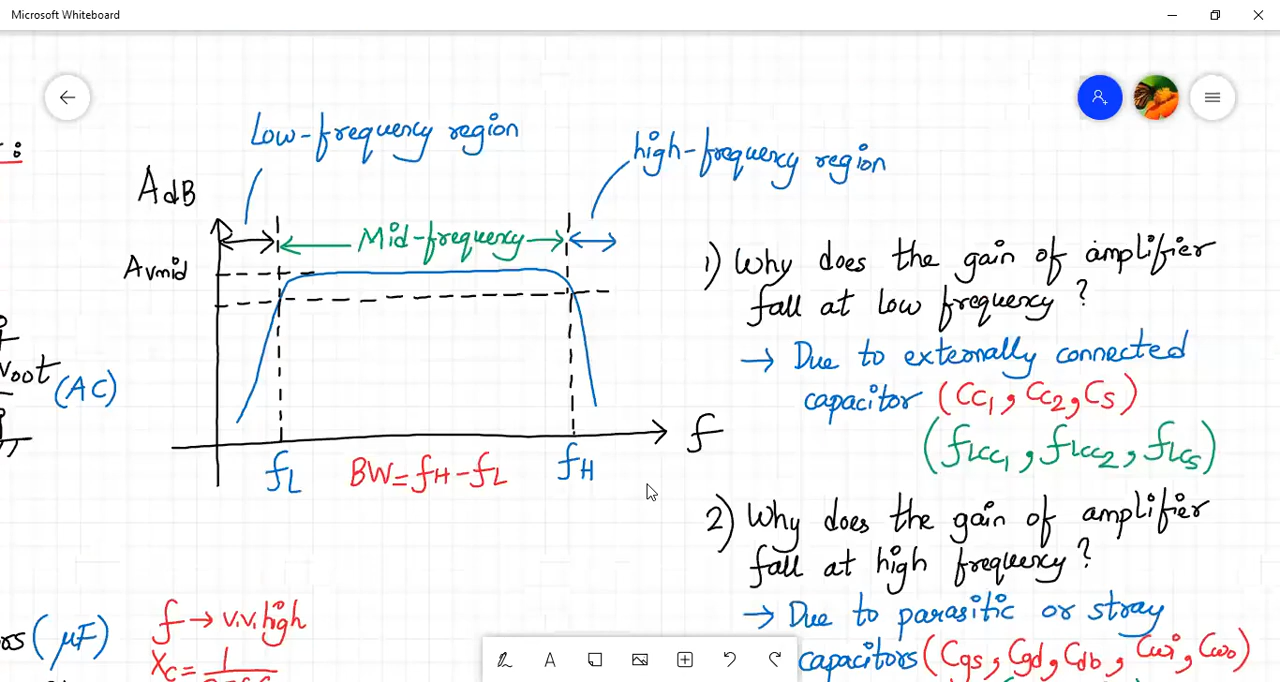 Microsoft Whiteboard
Low-frequency region
high-frequency region
:
AdB
Mid-frequency
Avmid
(AC)
fL
BW=fH-fL
fH
f
1) Why does the gain of amplifier
fall at low frequency?
→ Due to externally connected
capacitor (CC1, CC2, CS)
(fLCC1, fLCC2, fLCS)
2) Why does the gain of amplifier
fall at high frequency?
→ Due to parasitic or stray
capacitors (Cgs, Cgd, Cdb, Cwi, Cwo)
(μF)
f → v.v.high
XC = 1